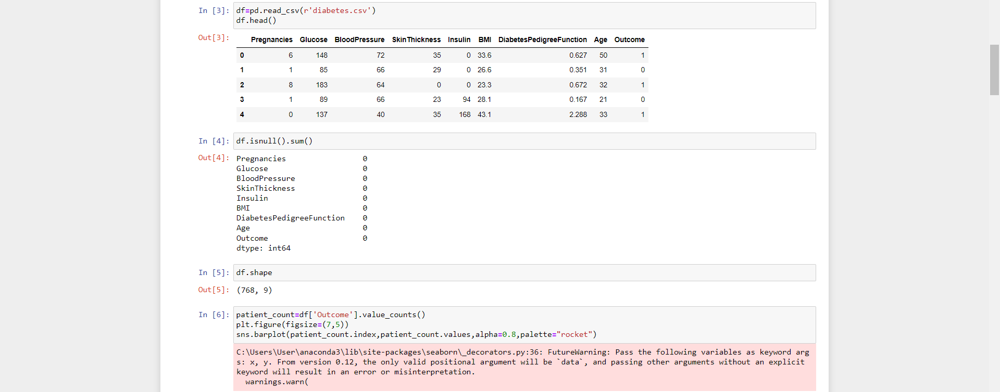 In [3]: df=pd.read_csv(r'diabetes.csv')
df.head()
Out[3]: Pregnancies Glucose BloodPressure SkinThickness Insulin BMI DiabetesPedigreeFunction Age Outcome
0 6 148 72 35 0 33.6 0.627 50 1
1 1 85 66 29 0 26.6 0.351 31 0
2 8 183 64 0 0 23.3 0.672 32 1
3 1 89 66 23 94 28.1 0.167 21 0
4 0 137 40 35 168 43.1 2.288 33 1
In [4]: df.isnull().sum()
Out[4]: Pregnancies 0
Glucose 0
BloodPressure 0
SkinThickness 0
Insulin 0
BMI 0
DiabetesPedigreeFunction 0
Age 0
Outcome 0
dtype: int64
In [5]: df.shape
Out[5]: (768, 9)
In [6]: patient_count=df['Outcome'].value_counts()
plt.figure(figsize=(7,5))
sns.barplot(patient_count.index,patient_count.values,alpha=0.8,palette="rocket")
C:\Users\User\anaconda3\lib\site-packages\seaborn\_decorators.py:36: FutureWarning: Pass the following variables as keyword arg
s: x, y. From version 0.12, the only valid positional argument will be `data`, and passing other arguments without an explicit
keyword will result in an error or misinterpretation.
warnings.warn(